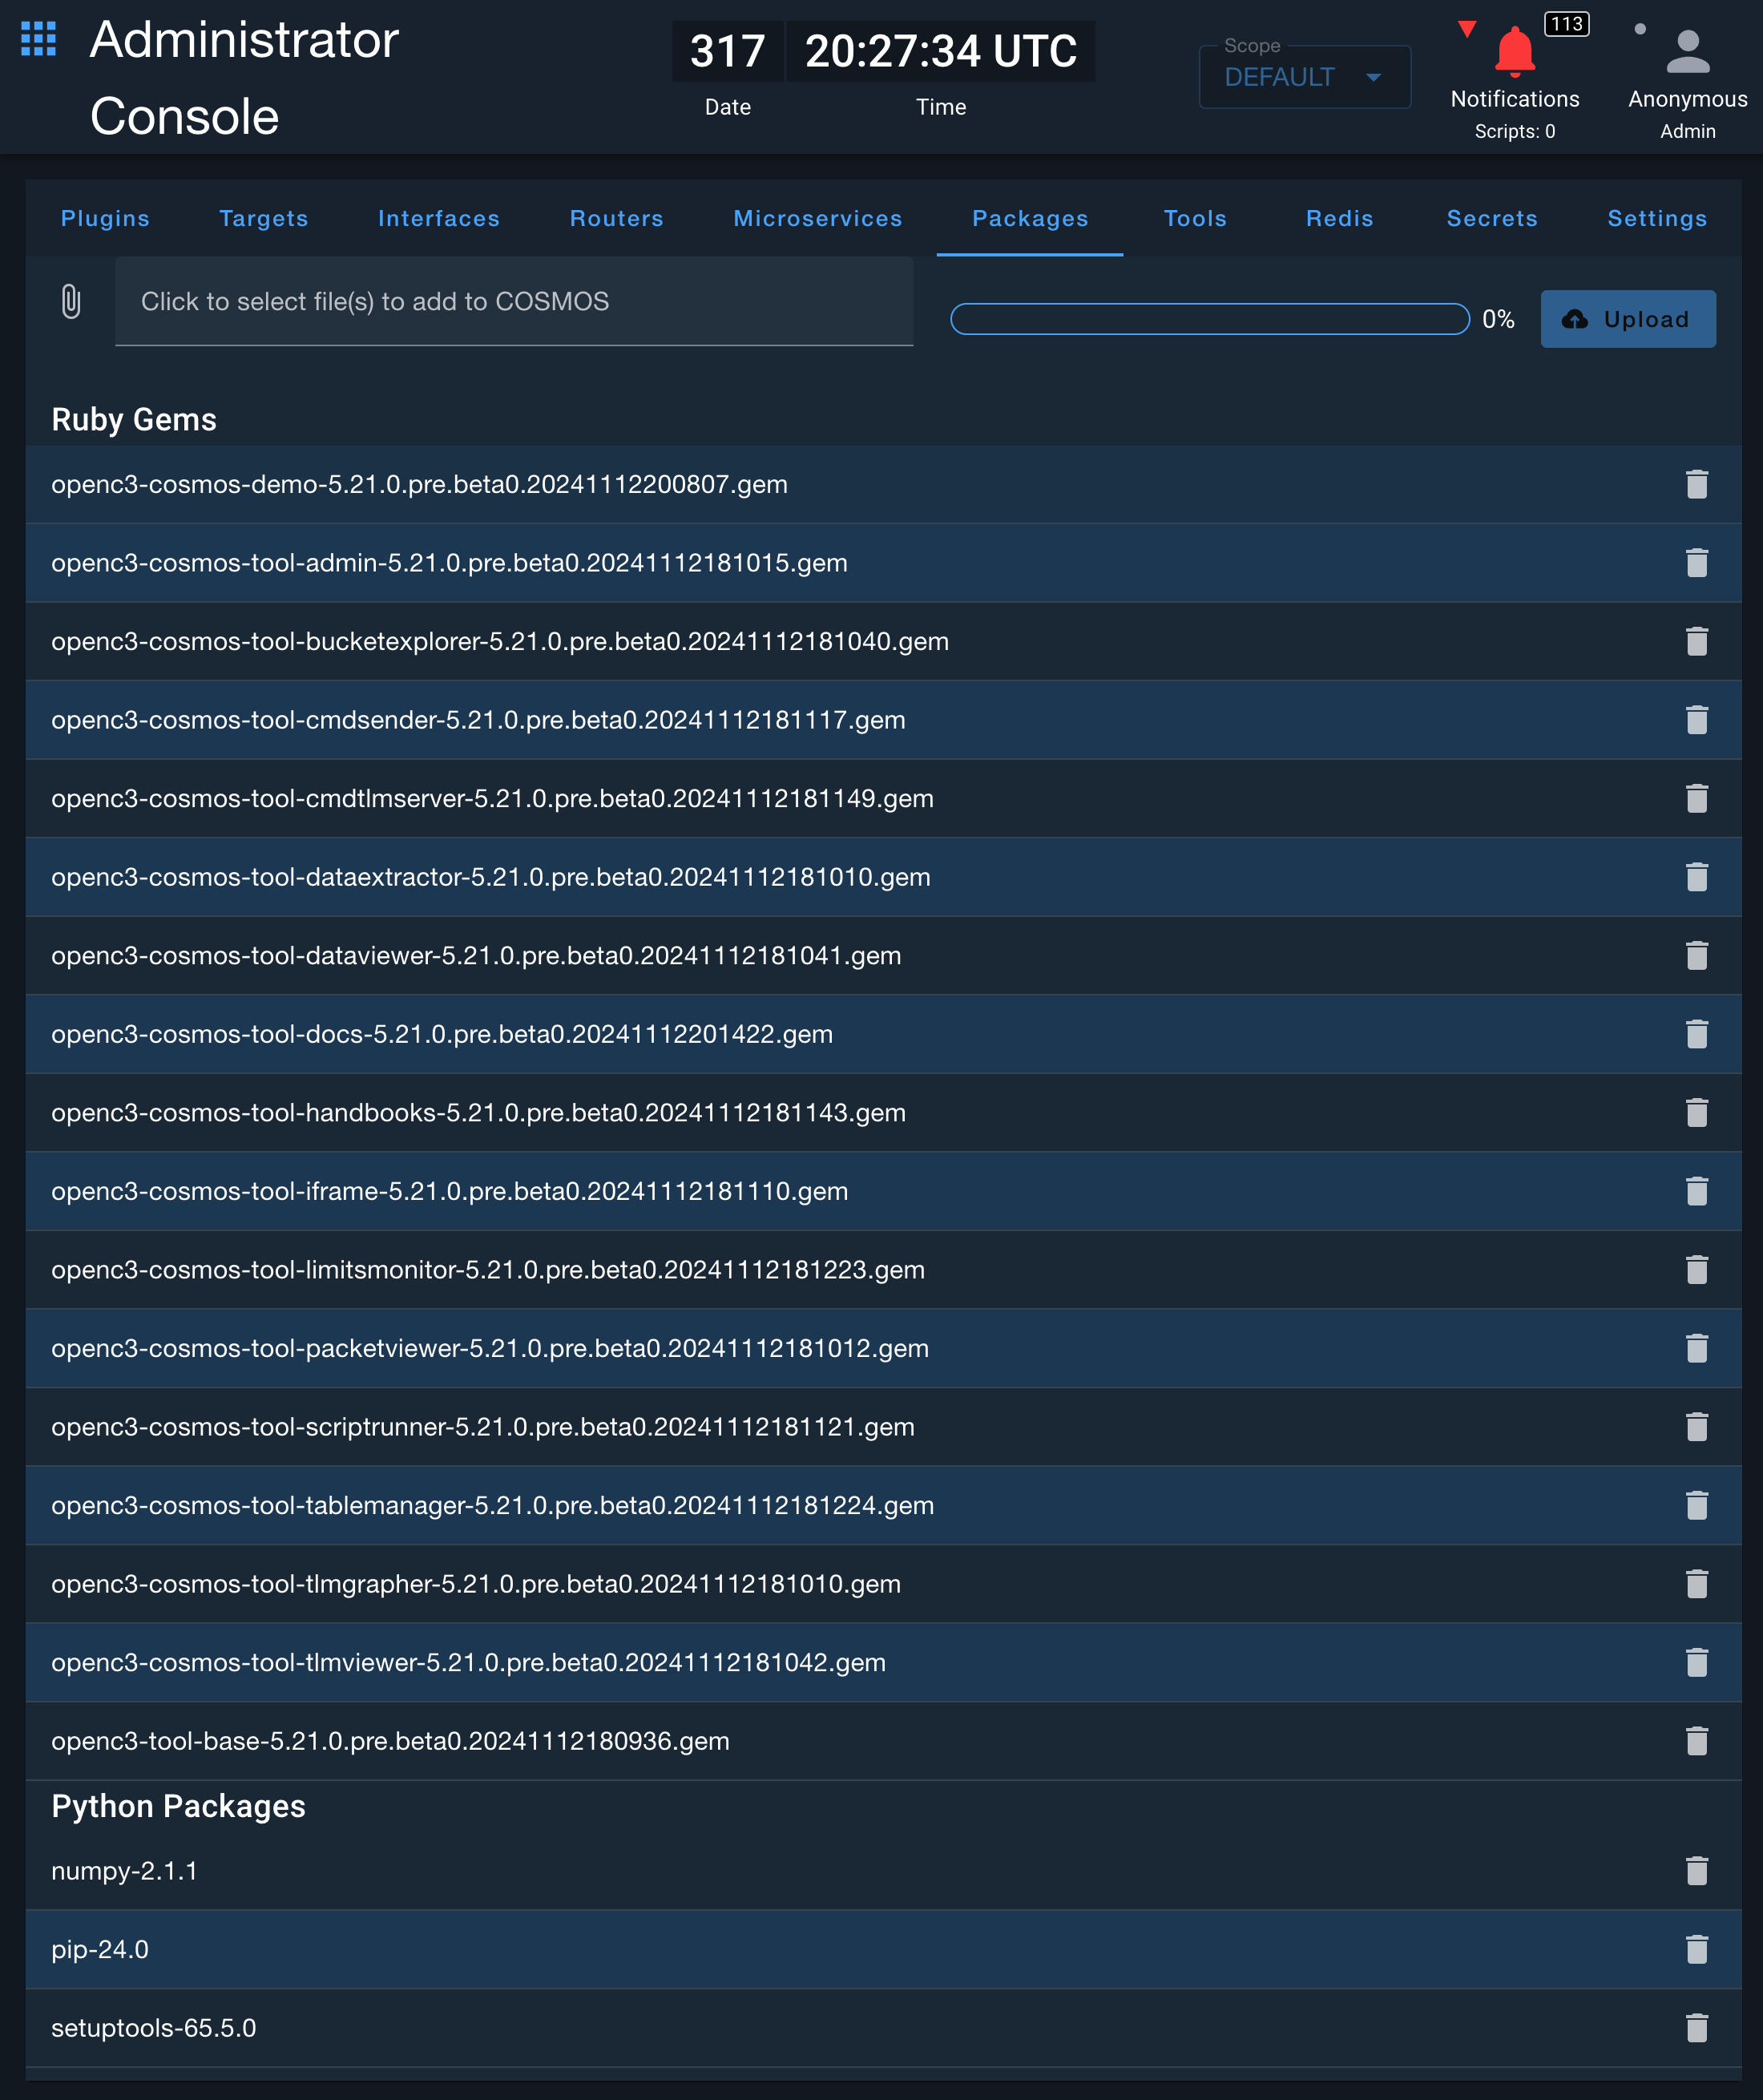 Administrator
Console
317
Date
20:27:34 UTC
Time
Scope
DEFAULT
113
Notifications
Scripts: 0
Anonymous
Admin
Plugins Targets Interfaces Routers Microservices Packages Tools Redis Secrets Settings
Click to select file(s) to add to COSMOS
0%
Upload
Ruby Gems
openc3-cosmos-demo-5.21.0.pre.beta0.20241112200807.gem
openc3-cosmos-tool-admin-5.21.0.pre.beta0.20241112181015.gem
openc3-cosmos-tool-bucketexplorer-5.21.0.pre.beta0.20241112181040.gem
openc3-cosmos-tool-cmdsender-5.21.0.pre.beta0.20241112181117.gem
openc3-cosmos-tool-cmdtlmserver-5.21.0.pre.beta0.20241112181149.gem
openc3-cosmos-tool-dataextractor-5.21.0.pre.beta0.20241112181010.gem
openc3-cosmos-tool-dataviewer-5.21.0.pre.beta0.20241112181041.gem
openc3-cosmos-tool-docs-5.21.0.pre.beta0.20241112201422.gem
openc3-cosmos-tool-handbooks-5.21.0.pre.beta0.20241112181143.gem
openc3-cosmos-tool-iframe-5.21.0.pre.beta0.20241112181110.gem
openc3-cosmos-tool-limitsmonitor-5.21.0.pre.beta0.20241112181223.gem
openc3-cosmos-tool-packetviewer-5.21.0.pre.beta0.20241112181012.gem
openc3-cosmos-tool-scriptrunner-5.21.0.pre.beta0.20241112181121.gem
openc3-cosmos-tool-tablemanager-5.21.0.pre.beta0.20241112181224.gem
openc3-cosmos-tool-tlmgrapher-5.21.0.pre.beta0.20241112181010.gem
openc3-cosmos-tool-tlmviewer-5.21.0.pre.beta0.20241112181042.gem
openc3-tool-base-5.21.0.pre.beta0.20241112180936.gem
Python Packages
numpy-2.1.1
pip-24.0
setuptools-65.5.0